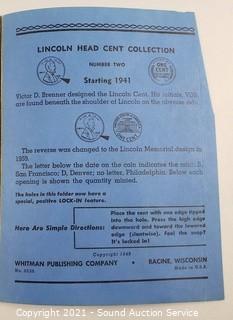 LINCOLN HEAD CENT COLLECTION
NUMBER TWO
Starting 1941
Victor D. Brenner designed the Lincoln Cent. His initials, VDB,
are found beneath the shoulder of Lincoln on the obverse side.
The reverse was changed to the Lincoln Memorial design in
1959.
The letter below the date on the coin indicates the mint: S,
San Francisco; D, Denver; no letter, Philadelphia. Below each
opening is shown the quantity minted.
The holes in this folder now have a
special, positive LOCK-IN feature.
Here Are Simple Directions:
Place the cent with one edge tipped
into the hole. Press the high edge
downward and toward the lowered
edge (slantwise). Feel the snap?
It's locked in!
Copyright
WHITMAN PUBLISHING COMPANY • RACINE, WISCONSIN
No. 9030 Made in U.S.A.
Copyright 2021 - Sound Auction Service